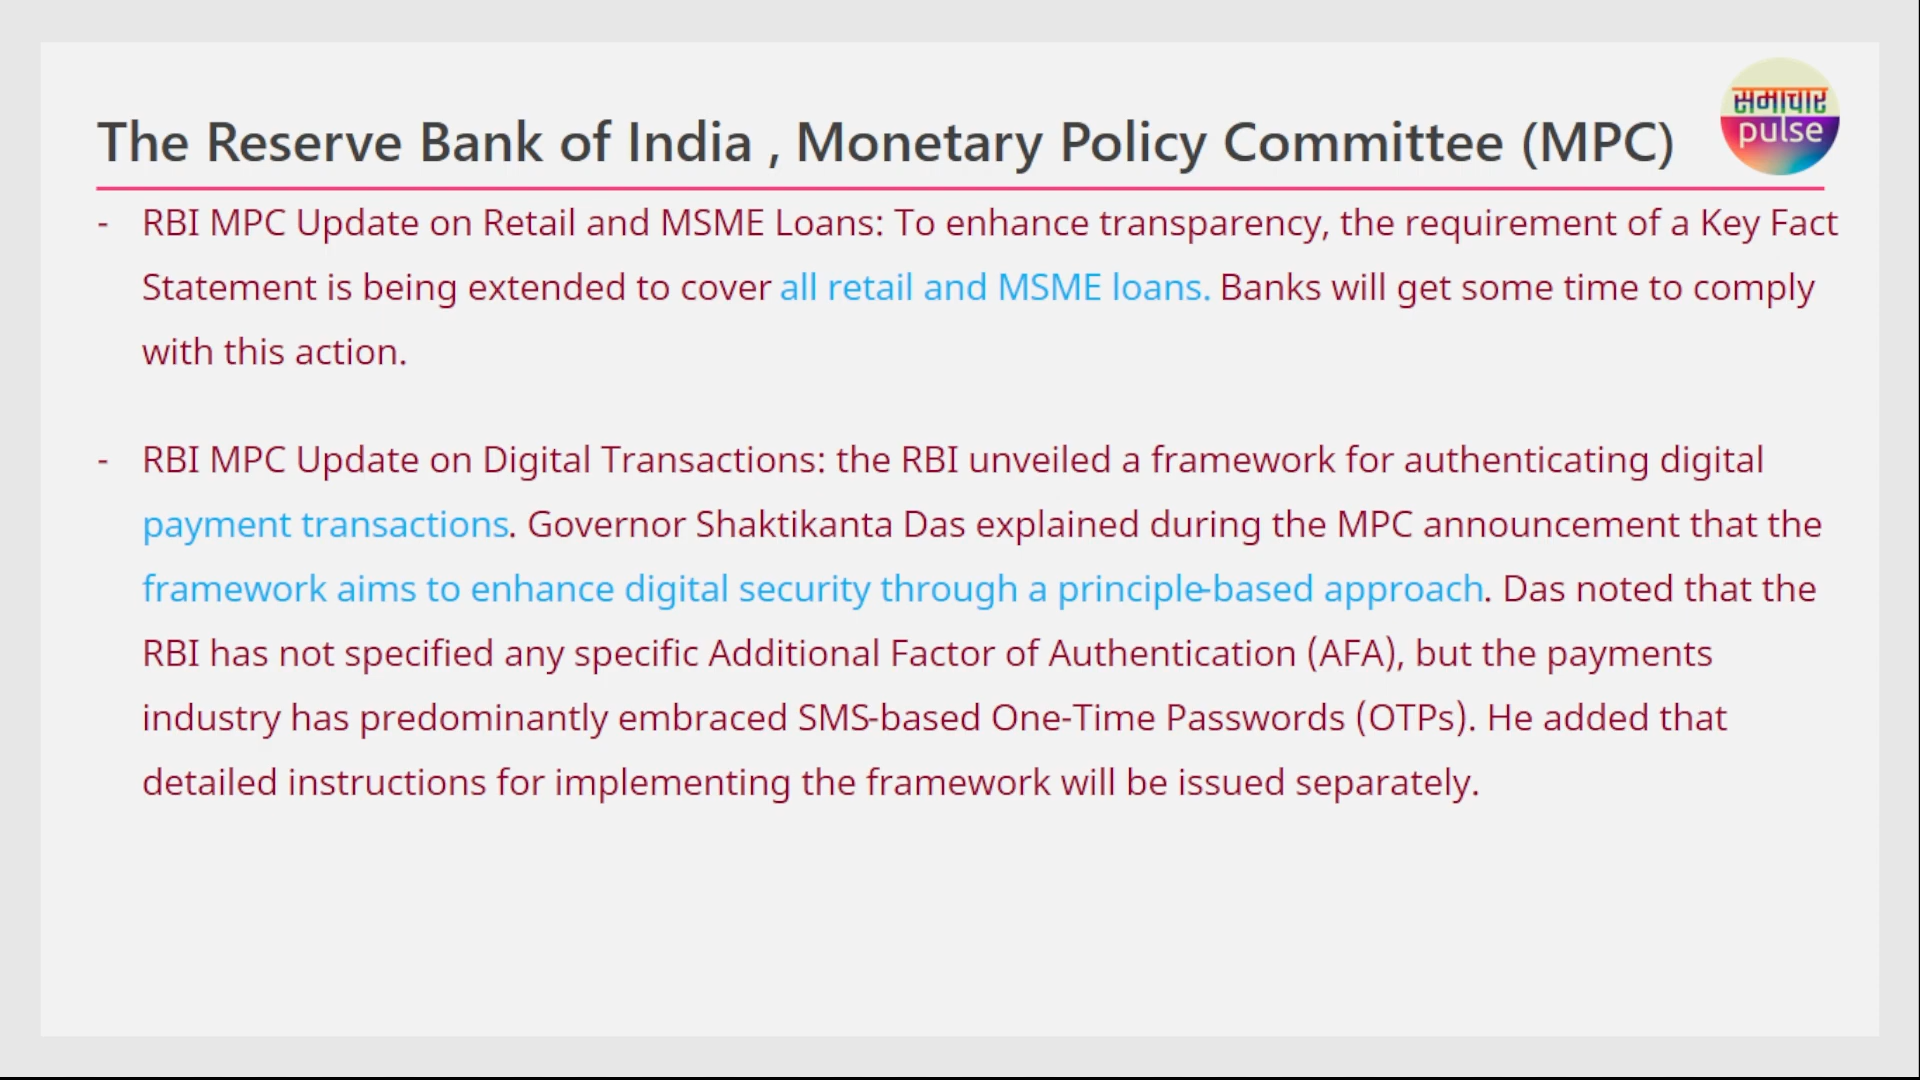 समाचार
pulse
The Reserve Bank of India , Monetary Policy Committee (MPC)
- RBI MPC Update on Retail and MSME Loans: To enhance transparency, the requirement of a Key Fact
Statement is being extended to cover all retail and MSME loans. Banks will get some time to comply
with this action.
- RBI MPC Update on Digital Transactions: the RBI unveiled a framework for authenticating digital
payment transactions. Governor Shaktikanta Das explained during the MPC announcement that the
framework aims to enhance digital security through a principle-based approach. Das noted that the
RBI has not specified any specific Additional Factor of Authentication (AFA), but the payments
industry has predominantly embraced SMS-based One-Time Passwords (OTPs). He added that
detailed instructions for implementing the framework will be issued separately.